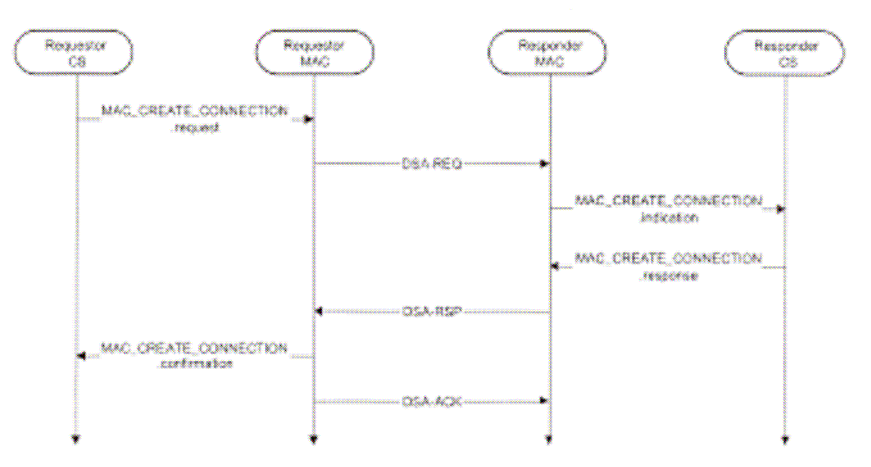 Requestor
CS
Requestor
MAC
Responder
MAC
Responder
CS
MAC_CREATE_CONNECTION
.request
DSA-REQ
MAC_CREATE_CONNECTION
.indication
MAC_CREATE_CONNECTION
.response
DSA-RSP
MAC_CREATE_CONNECTION
.confirmation
DSA-ACK